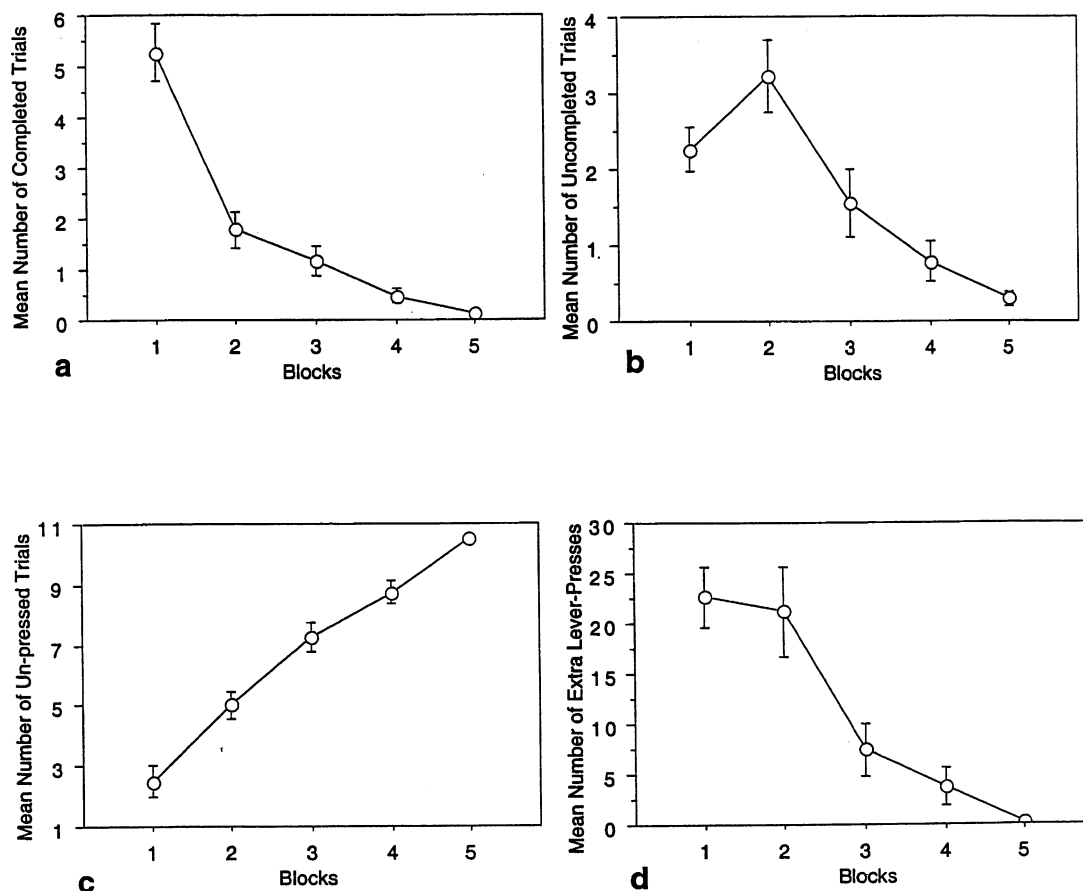 Mean Number of Completed Trials
6
5
4
3
2
1
0
1 2 3 4 5
Blocks
a
Mean Number of Uncompleted Trials
4
3
2
1
0
1 2 3 4 5
Blocks
b
Mean Number of Un-pressed Trials
11
9
7
5
3
1
1 2 3 4 5
Blocks
c
Mean Number of Extra Lever-Presses
30
25
20
15
10
5
0
1 2 3 4 5
Blocks
d